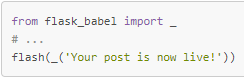 from flask_babel import _
# ...
flash(_('Your post is now live!'))